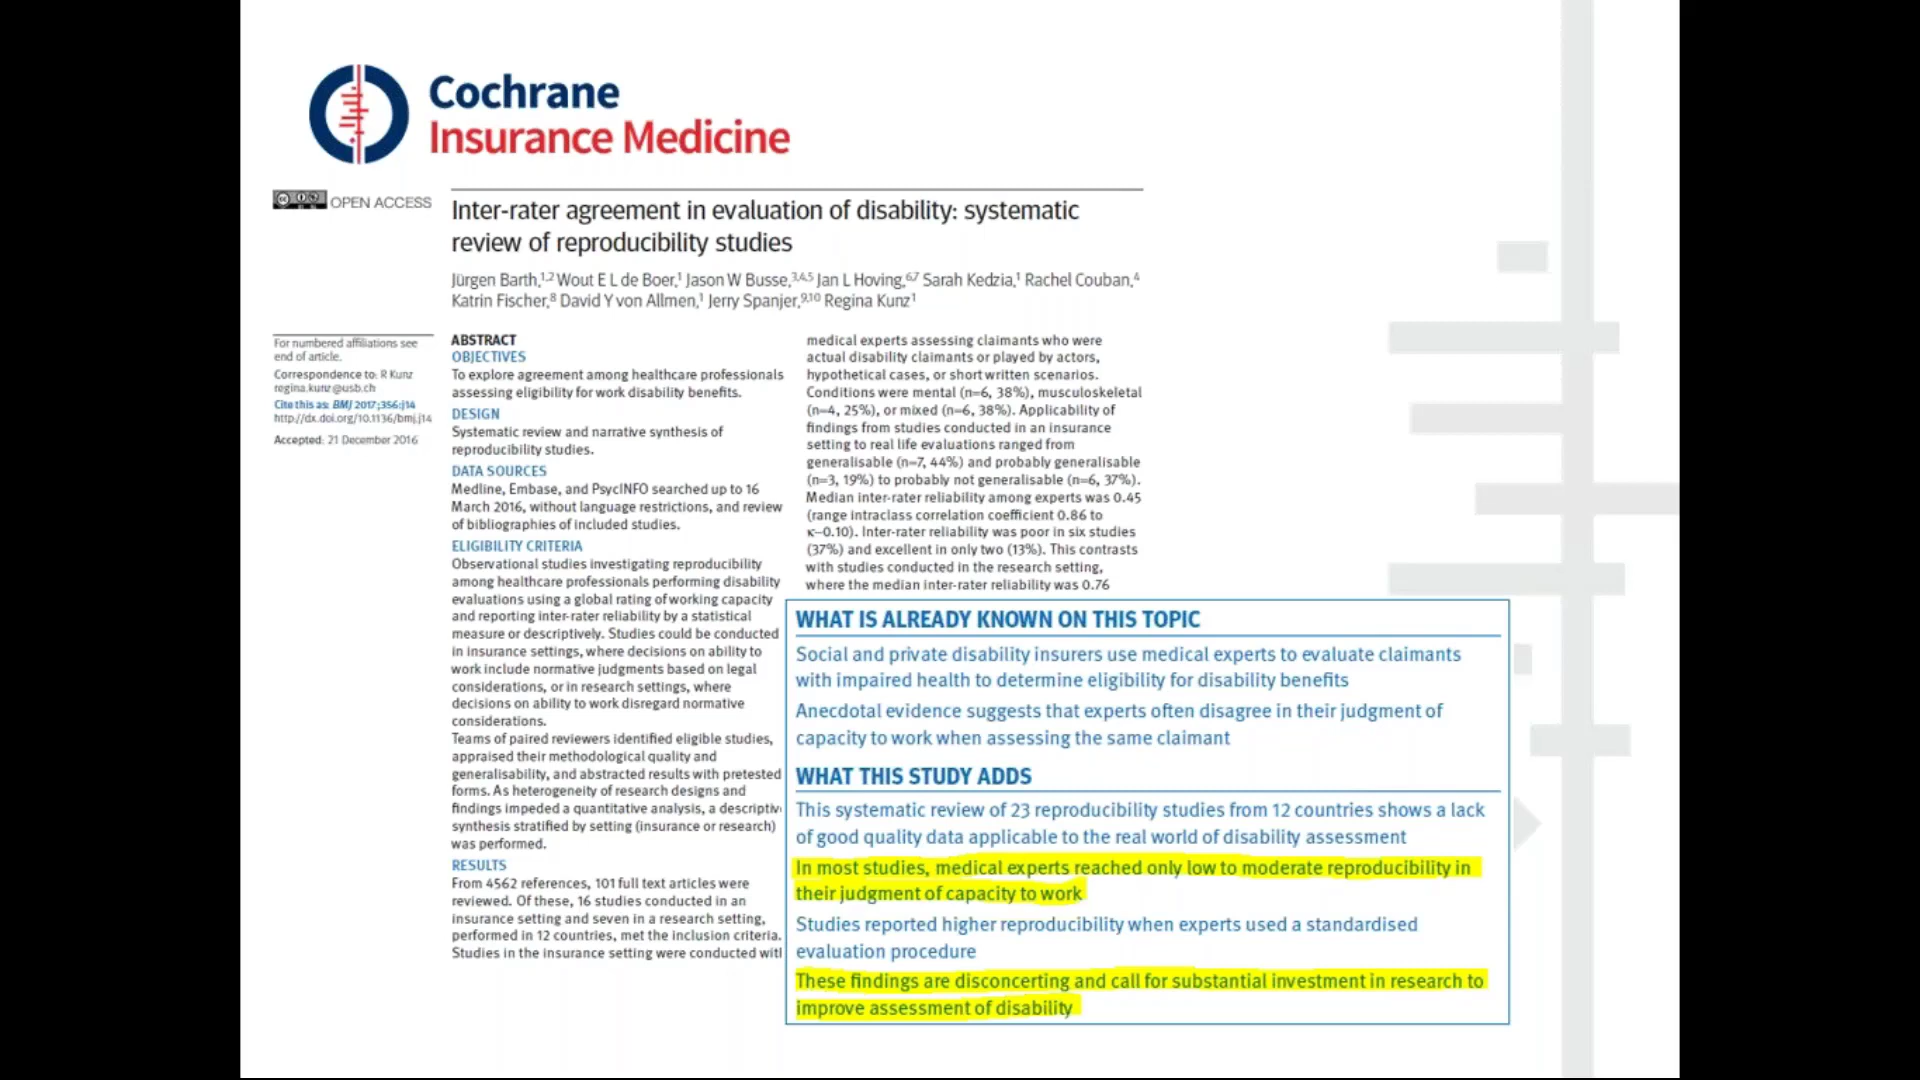 Cochrane
Insurance Medicine
OPEN ACCESS
Inter-rater agreement in evaluation of disability: systematic
review of reproducibility studies
Jürgen Barth,1,2 Wout E L de Boer,1 Jason W Busse,3,4,5 Jan L Hoving,6,7 Sarah Kedzia,1 Rachel Couban,4
Katrin Fischer,8 David Y von Allmen,1 Jerry Spanjer,9,10 Regina Kunz1
For numbered affiliations see
end of article.
Correspondence to: R Kunz
regina.kunz@usb.ch
Cite this as: BMJ 2017;356:j14
http://dx.doi.org/10.1136/bmj.j14
Accepted: 21 December 2016
ABSTRACT
OBJECTIVES
To explore agreement among healthcare professionals
assessing eligibility for work disability benefits.
DESIGN
Systematic review and narrative synthesis of
reproducibility studies.
DATA SOURCES
Medline, Embase, and PsycINFO searched up to 16
March 2016, without language restrictions, and review
of bibliographies of included studies.
ELIGIBILITY CRITERIA
Observational studies investigating reproducibility
among healthcare professionals performing disability
evaluations using a global rating of working capacity
and reporting inter-rater reliability by a statistical
measure or descriptively. Studies could be conducted
in insurance settings, where decisions on ability to
work include normative judgments based on legal
considerations, or in research settings, where
decisions on ability to work disregard normative
considerations.
Teams of paired reviewers identified eligible studies,
appraised their methodological quality and
generalisability, and abstracted results with pretested
forms. As heterogeneity of research designs and
findings impeded a quantitative analysis, a descriptiv
synthesis stratified by setting (insurance or research)
was performed.
RESULTS
From 4562 references, 101 full text articles were
reviewed. Of these, 16 studies conducted in an
insurance setting and seven in a research setting,
performed in 12 countries, met the inclusion criteria.
Studies in the insurance setting were conducted wit
medical experts assessing claimants who were
actual disability claimants or played by actors,
hypothetical cases, or short written scenarios.
Conditions were mental (n=6, 38%), musculoskeletal
(n=4, 25%), or mixed (n=6, 38%). Applicability of
findings from studies conducted in an insurance
setting to real life evaluations ranged from
generalisable (n=7, 44%) and probably generalisable
(n=3, 19%) to probably not generalisable (n=6, 37%).
Median inter-rater reliability among experts was 0.45
(range intraclass correlation coefficient 0.86 to
κ−0.10). Inter-rater reliability was poor in six studies
(37%) and excellent in only two (13%). This contrasts
with studies conducted in the research setting,
where the median inter-rater reliability was 0.76
WHAT IS ALREADY KNOWN ON THIS TOPIC
Social and private disability insurers use medical experts to evaluate claimants
with impaired health to determine eligibility for disability benefits
Anecdotal evidence suggests that experts often disagree in their judgment of
capacity to work when assessing the same claimant
WHAT THIS STUDY ADDS
This systematic review of 23 reproducibility studies from 12 countries shows a lack
of good quality data applicable to the real world of disability assessment
In most studies, medical experts reached only low to moderate reproducibility in
their judgment of capacity to work
Studies reported higher reproducibility when experts used a standardised
evaluation procedure
These findings are disconcerting and call for substantial investment in research to
improve assessment of disability